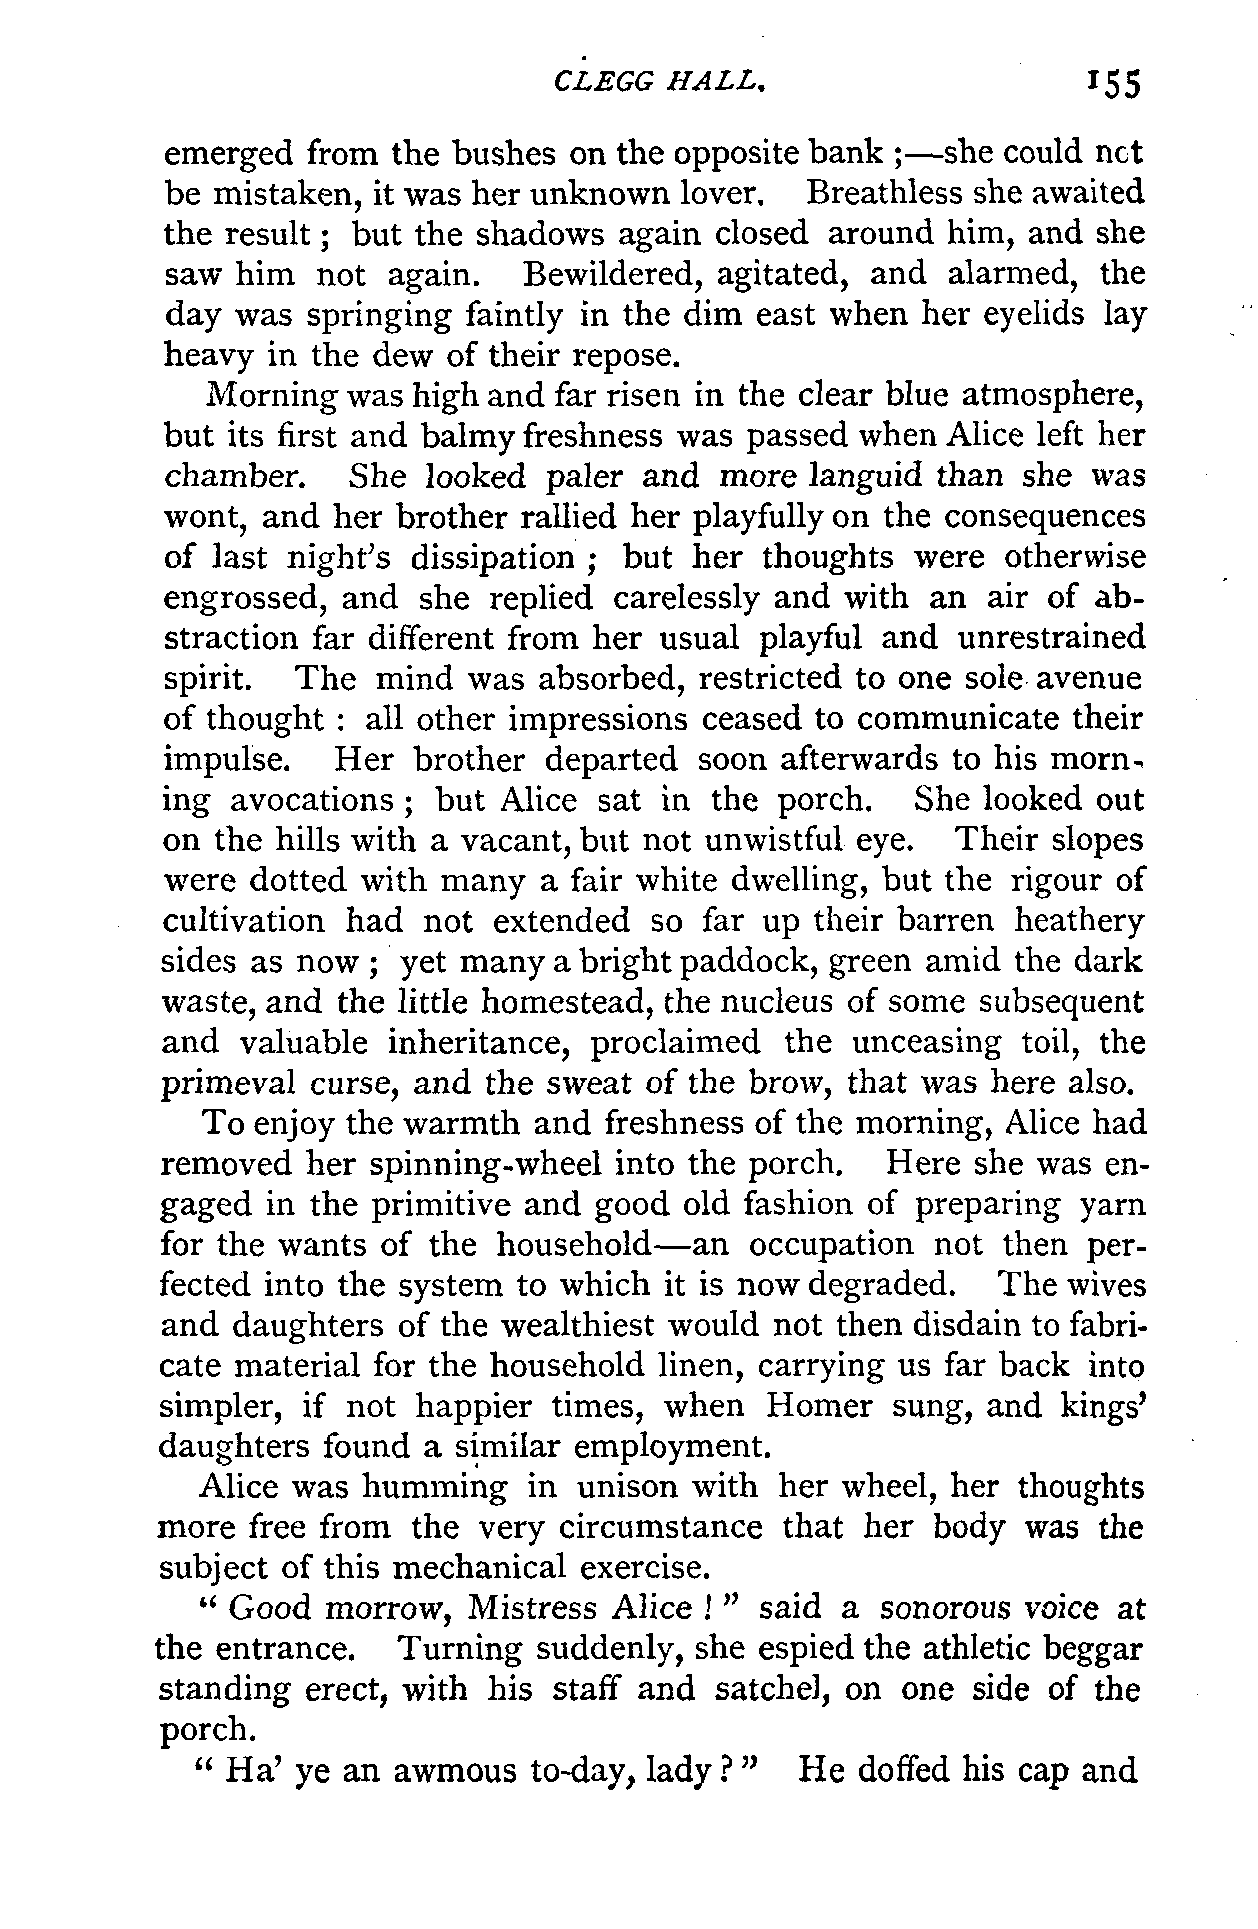 CLEGG HALL. 155
emerged from the bushes on the opposite bank ;—she could not
be mistaken, it was her unknown lover. Breathless she awaited
the result ; but the shadows again closed around him, and she
saw him not again. Bewildered, agitated, and alarmed, the
day was springing faintly in the dim east when her eyelids lay
heavy in the dew of their repose.
Morning was high and far risen in the clear blue atmosphere,
but its first and balmy freshness was passed when Alice left her
chamber. She looked paler and more languid than she was
wont, and her brother rallied her playfully on the consequences
of last night's dissipation ; but her thoughts were otherwise
engrossed, and she replied carelessly and with an air of ab-
straction far different from her usual playful and unrestrained
spirit. The mind was absorbed, restricted to one sole avenue
of thought : all other impressions ceased to communicate their
impulse. Her brother departed soon afterwards to his morn-
ing avocations ; but Alice sat in the porch. She looked out
on the hills with a vacant, but not unwistful eye. Their slopes
were dotted with many a fair white dwelling, but the rigour of
cultivation had not extended so far up their barren heathery
sides as now ; yet many a bright paddock, green amid the dark
waste, and the little homestead, the nucleus of some subsequent
and valuable inheritance, proclaimed the unceasing toil, the
primeval curse, and the sweat of the brow, that was here also.
To enjoy the warmth and freshness of the morning, Alice had
removed her spinning-wheel into the porch. Here she was en-
gaged in the primitive and good old fashion of preparing yarn
for the wants of the household—an occupation not then per-
fected into the system to which it is now degraded. The wives
and daughters of the wealthiest would not then disdain to fabri-
cate material for the household linen, carrying us far back into
simpler, if not happier times, when Homer sung, and kings'
daughters found a similar employment.
Alice was humming in unison with her wheel, her thoughts
more free from the very circumstance that her body was the
subject of this mechanical exercise.
" Good morrow, Mistress Alice ! " said a sonorous voice at
the entrance. Turning suddenly, she espied the athletic beggar
standing erect, with his staff and satchel, on one side of the
porch.
" Ha' ye an awmous to-day, lady ? " He doffed his cap and